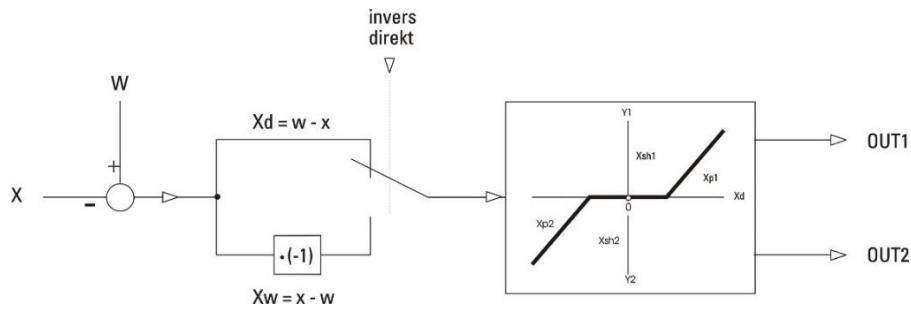 invers
direkt
W
Xd = w - x
+
X
-
•(-1)
Xw = x - w
Y1
Xsh1
Xp1
Xd
0
Xp2
Xsh2
Y2
OUT1
OUT2